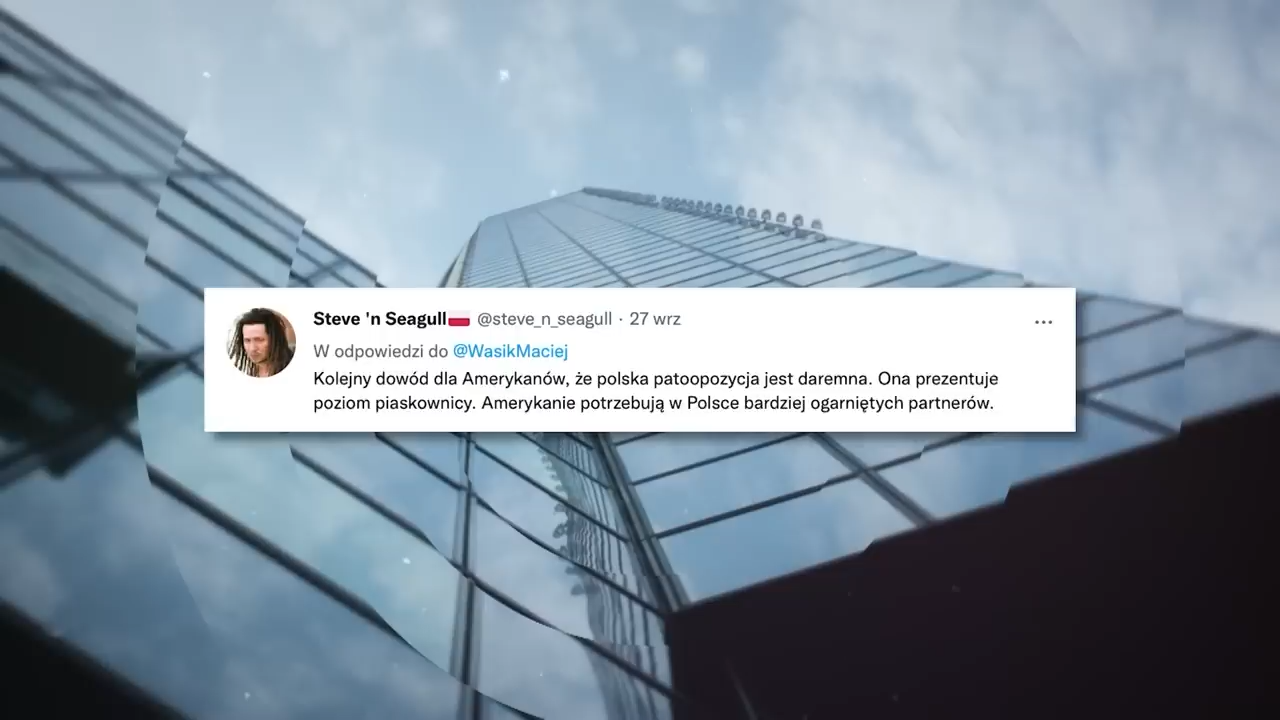 Steve 'n Seagull🇵🇱 @steve_n_seagull · 27 wrz
W odpowiedzi do @WasikMaciej
Kolejny dowód dla Amerykanów, że polska patoopozycja jest daremna. Ona prezentuje
poziom piaskownicy. Amerykanie potrzebują w Polsce bardziej ogarniętych partnerów.